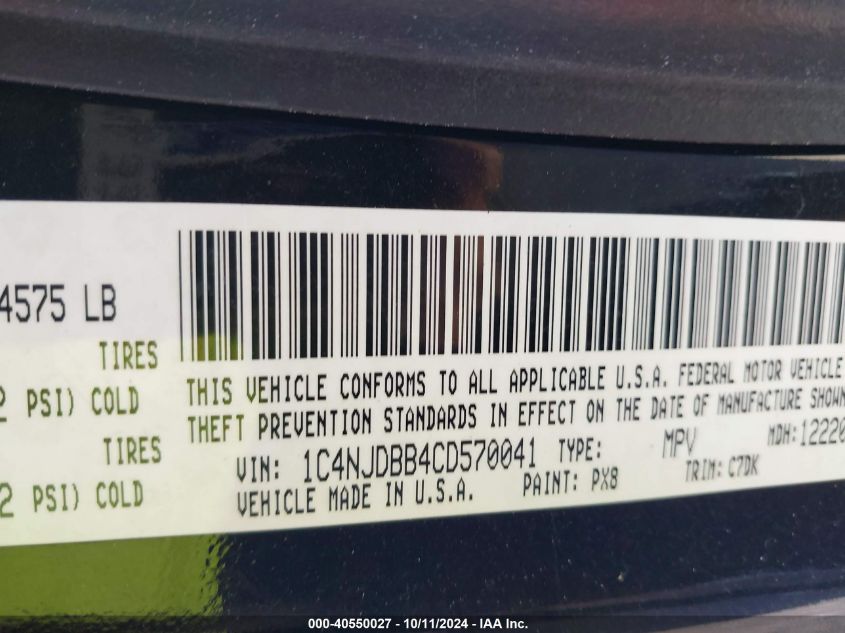 4575 LB
TIRES
PSI) COLD
TIRES
2 PSI) COLD
THIS VEHICLE CONFORMS TO ALL APPLICABLE U.S.A. FEDERAL MOTOR VEHICLE
THEFT PREVENTION STANDARDS IN EFFECT ON THE DATE OF MANUFACTURE SHOWN
VIN: 1C4NJDBB4CD570041 TYPE: MPV MDH: 12220
VEHICLE MADE IN U.S.A. PAINT: PX8 TRIM: C7DK
000-40550027 - 10/11/2024 - IAA Inc.